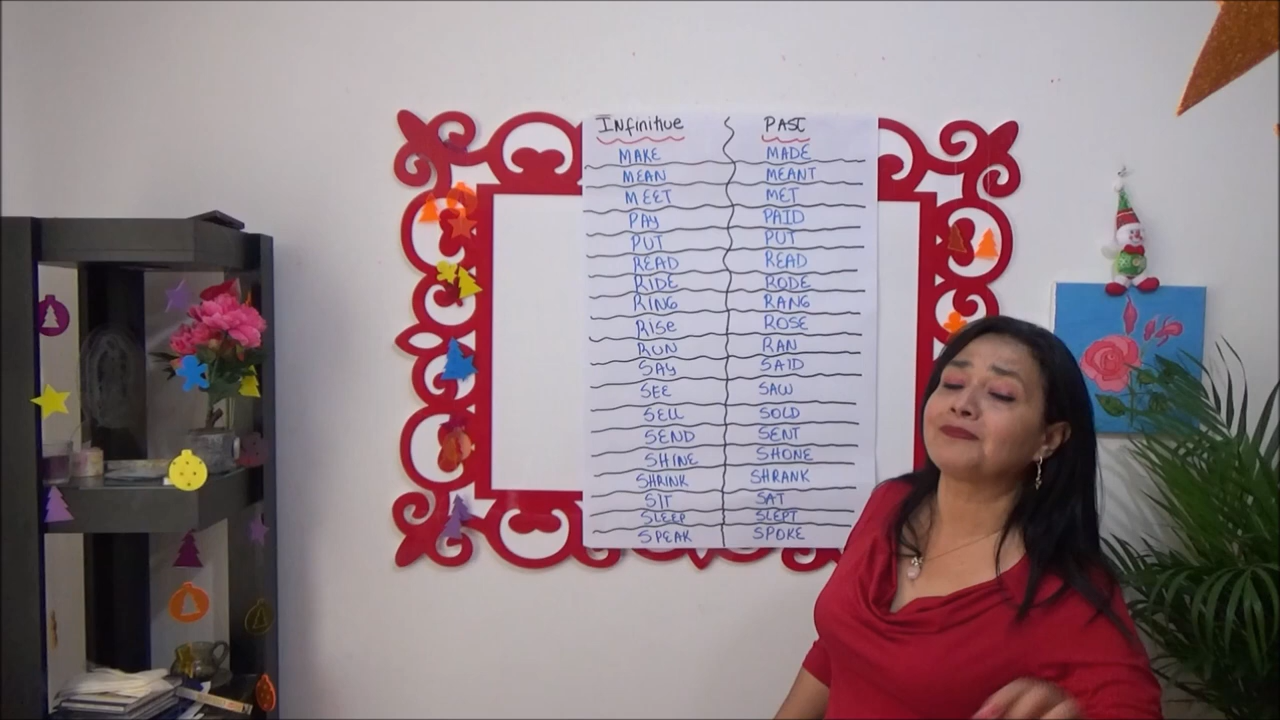 Infinitive PAST
MAKE MADE
MEAN MEANT
MEET MET
PAY PAID
PUT PUT
READ READ
RIDE RODE
RING RANG
RISe ROSE
RUN RAN
SAY SAID
SEE SAW
SELL SOLD
SEND SENT
SHINE SHONE
SHRINK SHRANK
SIT SAT
SLEEP SLEPT
SPEAK SPOKE